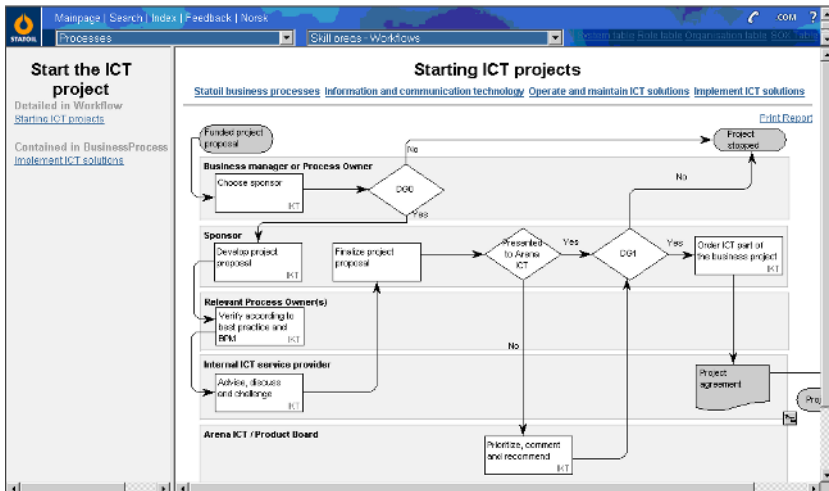 Mainpage | Search | Index | Feedback | Norsk
COM ?
STATOIL
Processes
Skill areas - Workflows
System table Role table Organisation table BOK Table
Start the ICT
project
Detailed in Workflow
Starting ICT projects
Contained in BusinessProcess
Implement ICT solutions
Starting ICT projects
Statoil business processes Information and communication technology Operate and maintain ICT solutions Implement ICT solutions
Print Report
Funded project
proposal
Project
stopped
No
Business manager or Process Owner
Choose sponsor
IKT
DG0
No
Yes
Sponsor
Develop project
proposal
IKT
Finalize project
proposal
Presented
to Arena
ICT
Yes
DG1
Yes
Order ICT part of
the business project
IKT
Relevant Process Owner(s)
Verify according to
best practice and
BPM
IKT
No
Internal ICT service provider
Advise, discuss
and challenge
IKT
Project
agreement
Proj
Arena ICT / Product Board
Prioritize, comment
and recommend
IKT